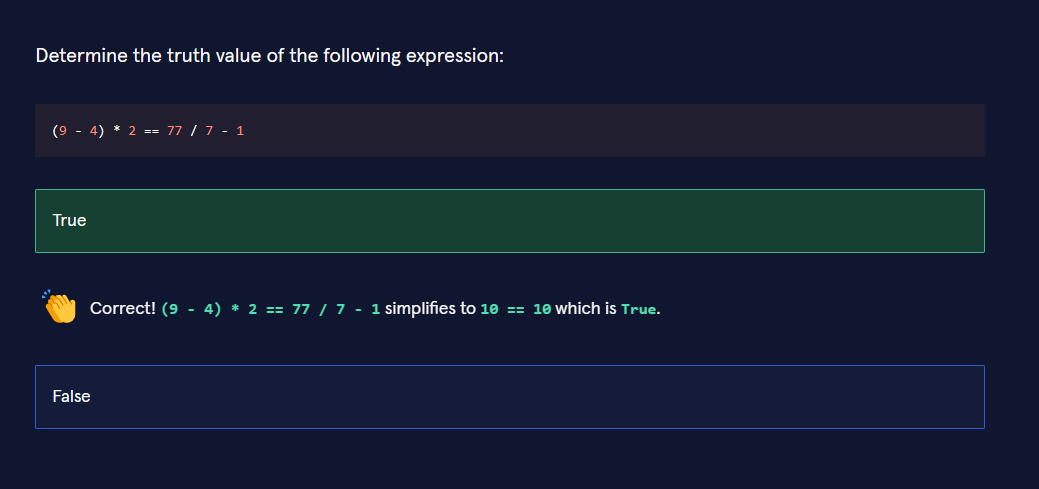 Determine the truth value of the following expression:
(9 - 4) * 2 == 77 / 7 - 1
True
Correct! (9 - 4) * 2 == 77 / 7 - 1 simplifies to 10 == 10 which is True.
False